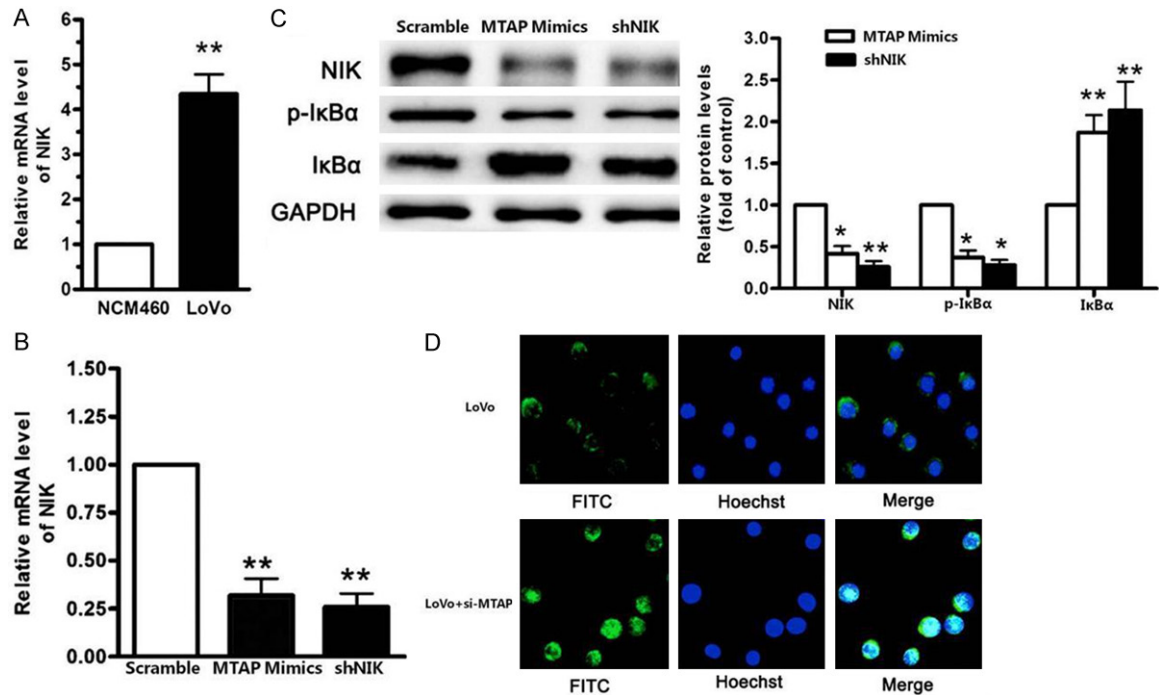 A
Relative mRNA level
of NIK
6
5
4
3
2
1
0
**
NCM460 LoVo
B
Relative mRNA level
of NIK
1.50
1.25
1.00
0.75
0.50
0.25
0.00
**
**
Scramble MTAP Mimics shNIK
C
Scramble MTAP Mimics shNIK
NIK
p-IκBα
IκBα
GAPDH
Relative protein levels
(fold of control)
3.0
2.5
2.0
1.5
1.0
0.5
0.0
MTAP Mimics
shNIK
*
**
*
*
**
**
NIK p-IκBα IκBα
D
LoVo
FITC Hoechst Merge
LoVo+si-MTAP
FITC Hoechst Merge